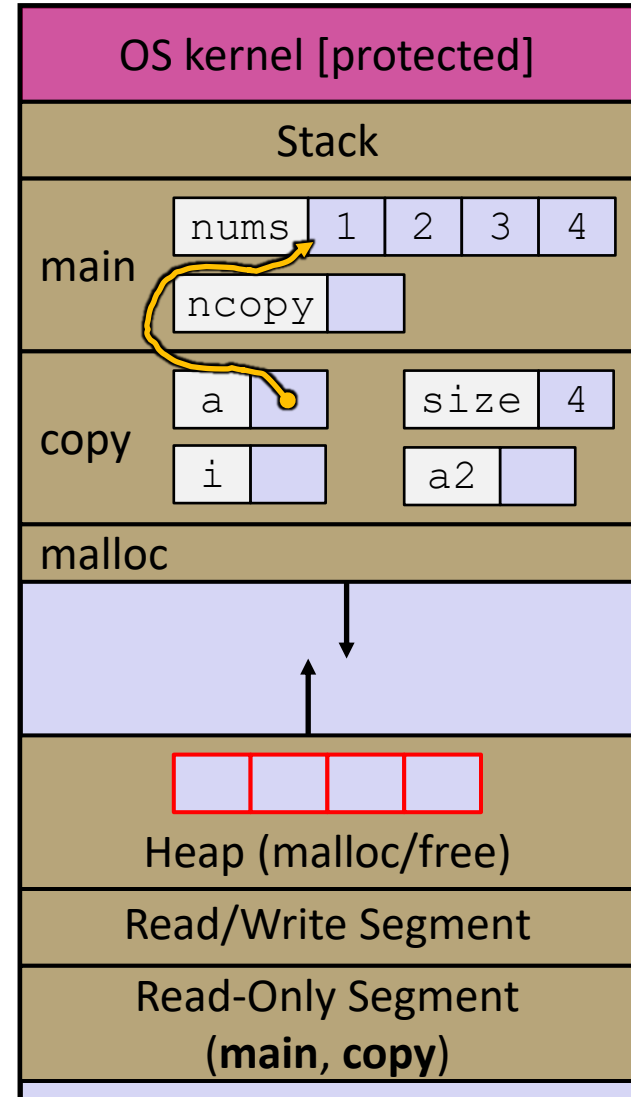 OS kernel [protected]
Stack
main
nums 1 2 3 4
ncopy
copy
a size 4
i a2
malloc
Heap (malloc/free)
Read/Write Segment
Read-Only Segment
(main, copy)